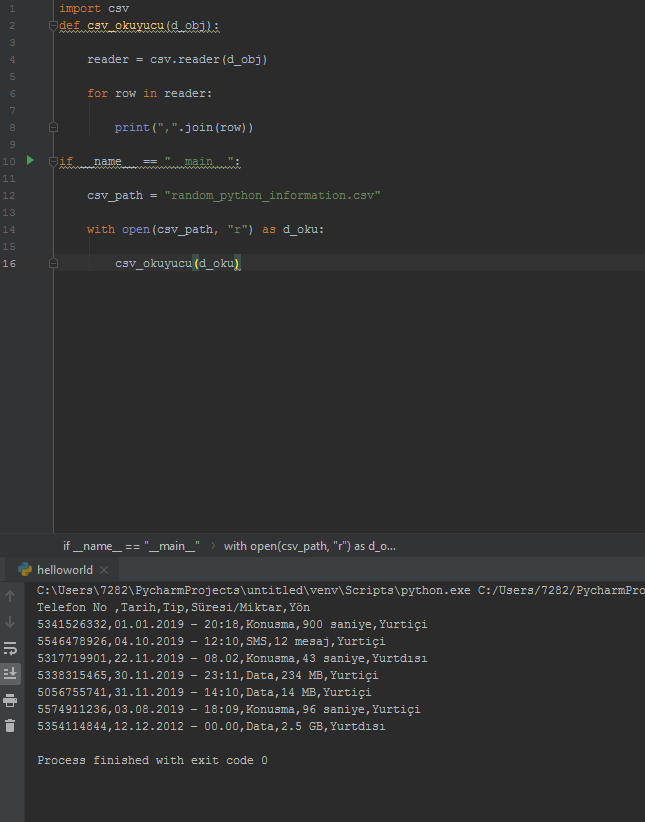 1 import csv
2 def csv_okuyucu(d_obj):
3
4 reader = csv.reader(d_obj)
5
6 for row in reader:
7
8 print(",".join(row))
9
10 if __name__ == "__main__":
11
12 csv_path = "random_python_information.csv"
13
14 with open(csv_path, "r") as d_oku:
15
16 csv_okuyucu(d_oku)
if __name__ == "__main__" › with open(csv_path, "r") as d_o...
helloworld ×
C:\Users\7282\PycharmProjects\untitled\venv\Scripts\python.exe C:/Users/7282/PycharmPro
Telefon No ,Tarih,Tip,Süresi/Miktar,Yön
5341526332,01.01.2019 – 20:18,Konusma,900 saniye,Yurtiçi
5546478926,04.10.2019 – 12:10,SMS,12 mesaj,Yurtiçi
5317719901,22.11.2019 – 08.02,Konusma,43 saniye,Yurtdısı
5338315465,30.11.2019 – 23:11,Data,234 MB,Yurtiçi
5056755741,31.11.2019 – 14:10,Data,14 MB,Yurtiçi
5574911236,03.08.2019 – 18:09,Konusma,96 saniye,Yurtiçi
5354114844,12.12.2012 – 00.00,Data,2.5 GB,Yurtdısı
Process finished with exit code 0